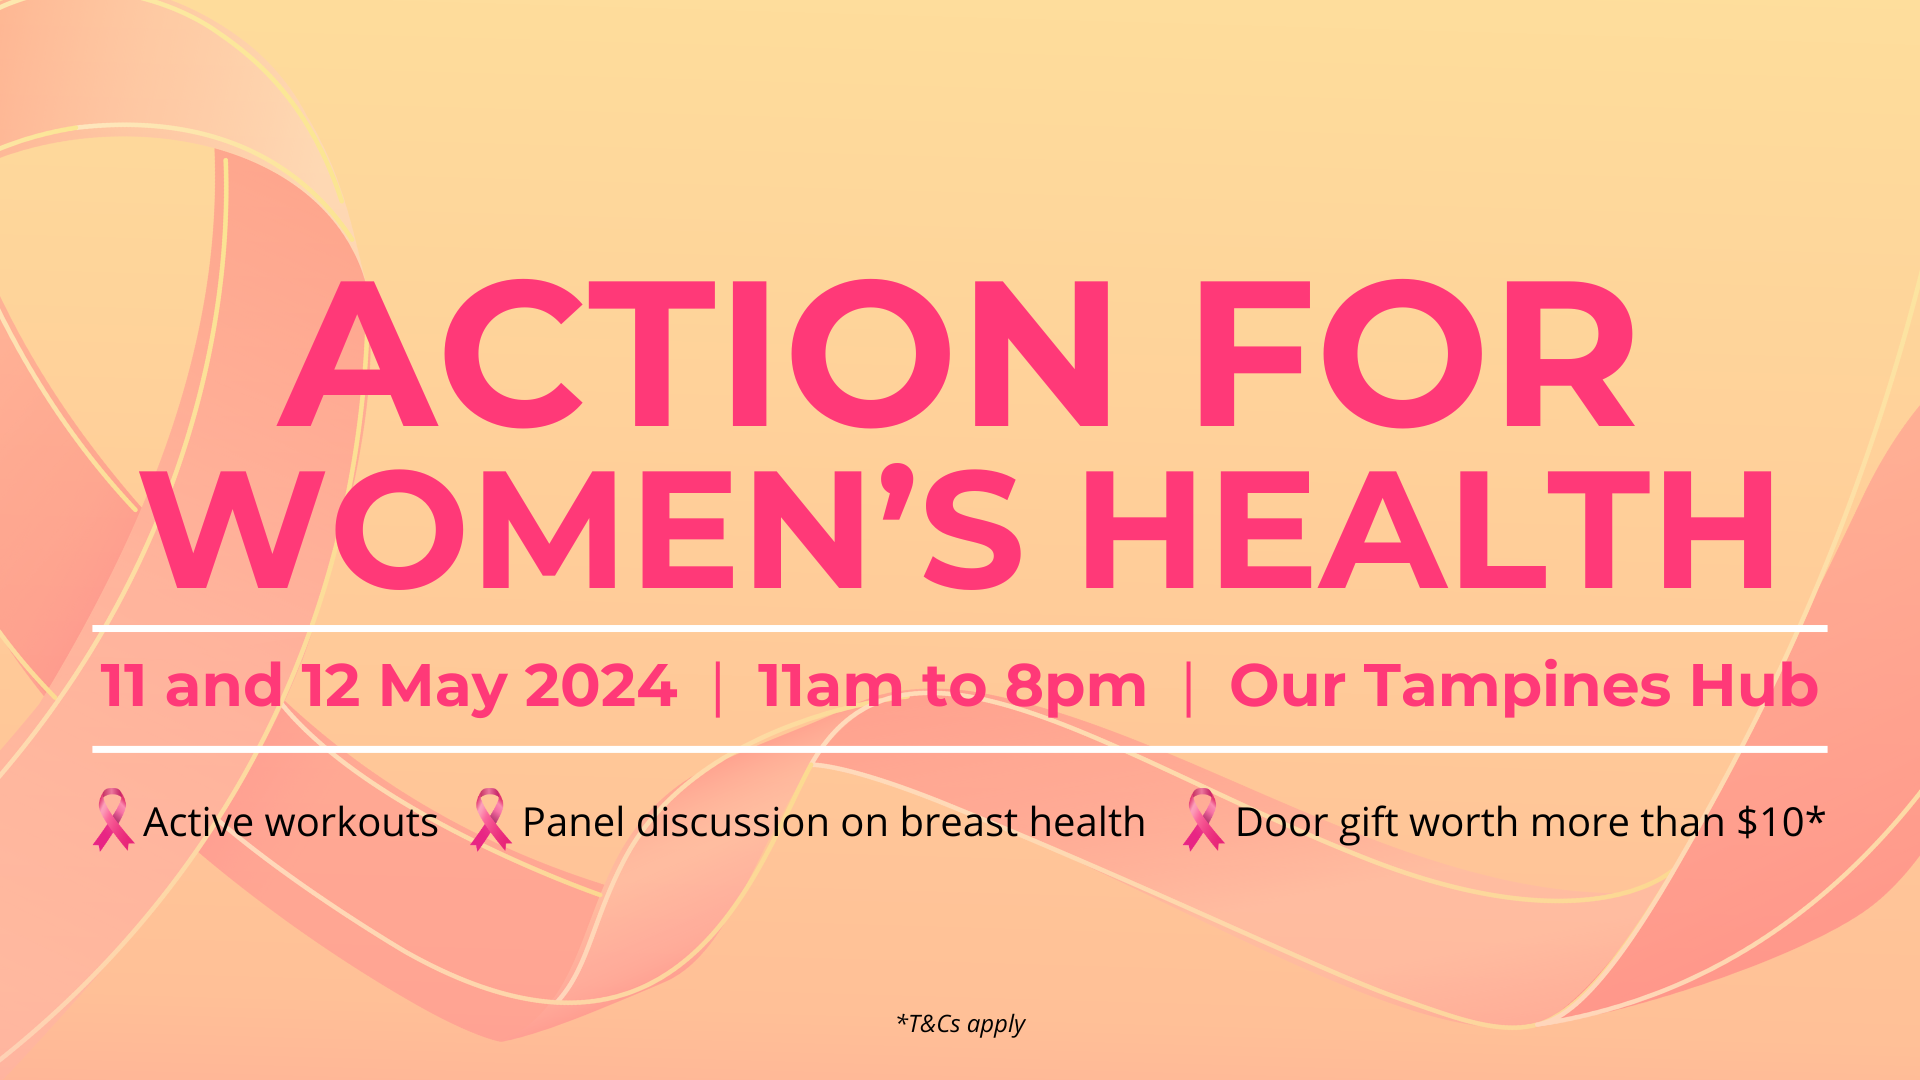 ACTION FOR
WOMEN’S HEALTH
11 and 12 May 2024 | 11am to 8pm | Our Tampines Hub
Active workouts Panel discussion on breast health Door gift worth more than $10*
*T&Cs apply